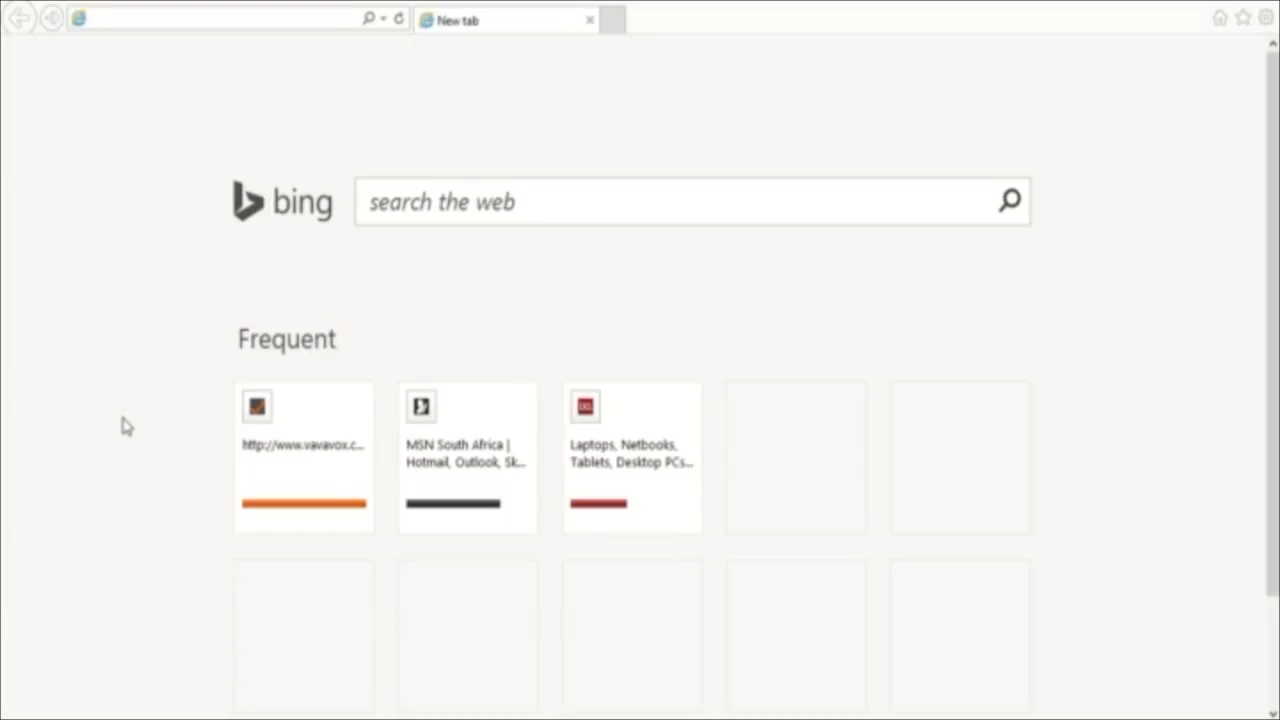 New tab
bing
search the web
Frequent
http://www.vavavox.c...
MSN South Africa |
Hotmail, Outlook, Sk...
Laptops, Netbooks,
Tablets, Desktop PCs...